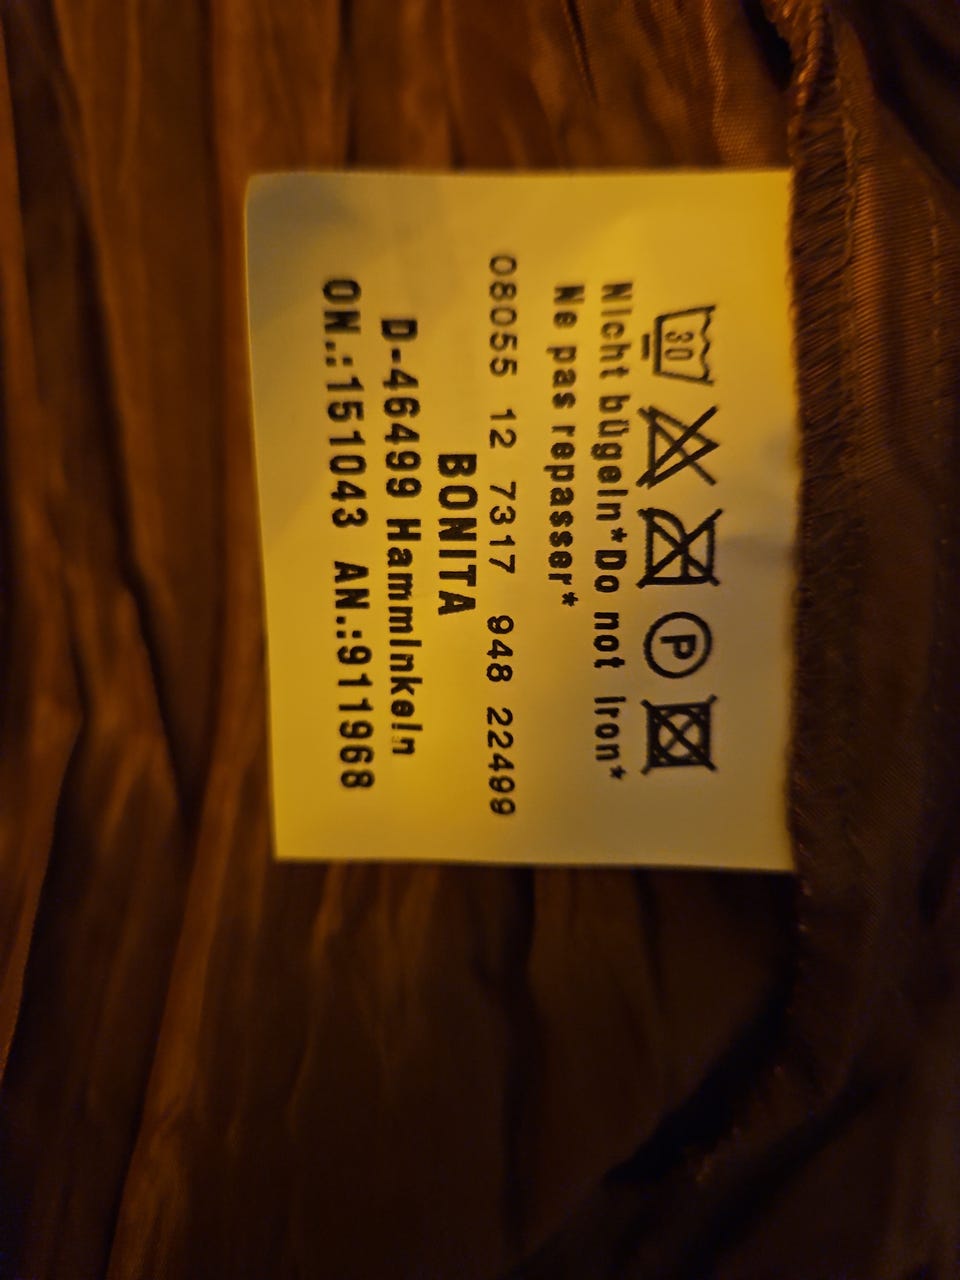 30
P
Nicht bügeln*Do not iron*
Ne pas repasser*
08055 12 7317 948 22499
BONITA
D-46499 Hamminkeln
ON.:151043 AN.:911968